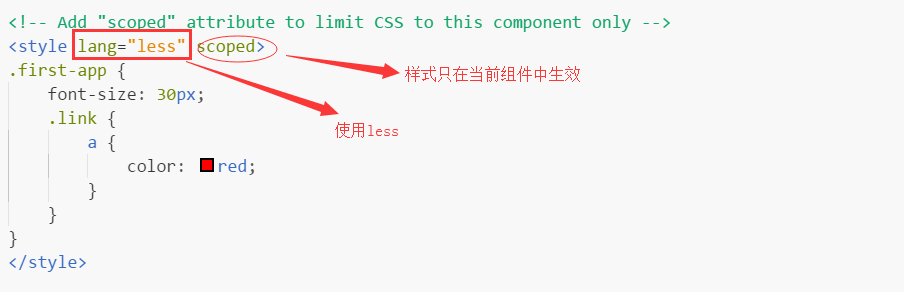 <!-- Add "scoped" attribute to limit CSS to this component only -->
<style lang="less" scoped>
.first-app {
样式只在当前组件中生效
font-size: 30px;
.link {
使用less
a {
color: red;
}
}
}
</style>